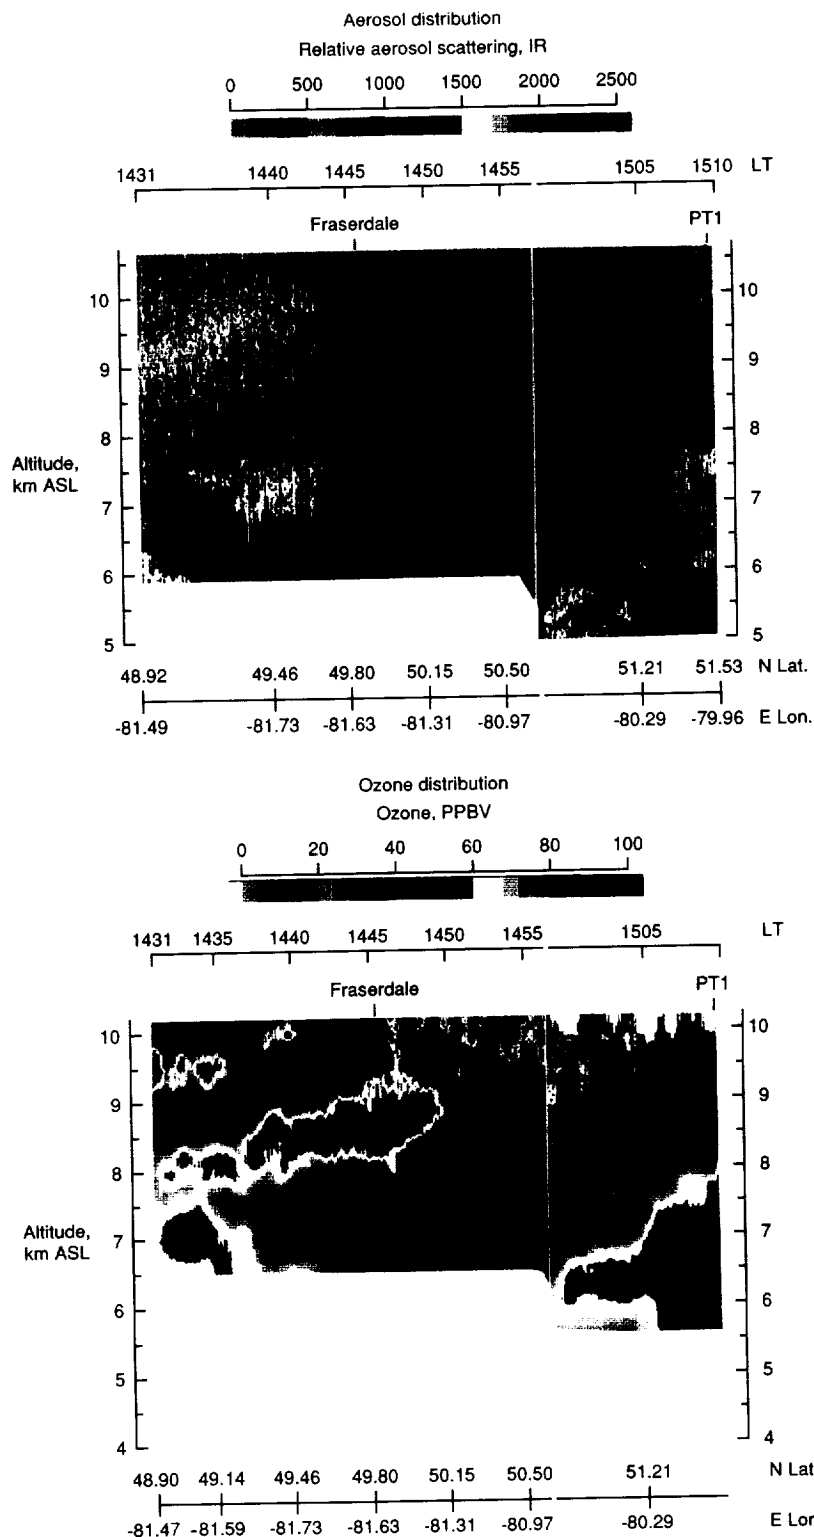 Aerosol distribution
Relative aerosol scattering, IR
0 500 1000 1500 2000 2500
1431 1440 1445 1450 1455 1505 1510 LT
Fraserdale PT1
10 10
9 9
8 8
Altitude,
km ASL
7 7
6 6
5 5
48.92 49.46 49.80 50.15 50.50 51.21 51.53 N Lat.
-81.49 -81.73 -81.63 -81.31 -80.97 -80.29 -79.96 E Lon.
Ozone distribution
Ozone, PPBV
0 20 40 60 80 100
1431 1435 1440 1445 1450 1455 1505 LT
Fraserdale PT1
10 10
9 9
8 8
Altitude,
km ASL
7 7
6 6
5 5
4 4
48.90 49.14 49.46 49.80 50.15 50.50 51.21 N Lat
-81.47 -81.59 -81.73 -81.63 -81.31 -80.97 -80.29 E Lor